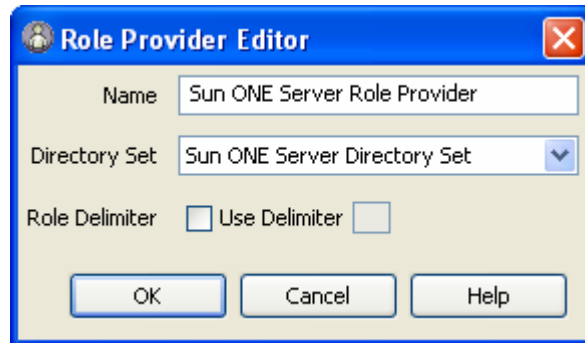 Role Provider Editor
Name Sun ONE Server Role Provider
Directory Set Sun ONE Server Directory Set
Role Delimiter Use Delimiter
OK Cancel Help